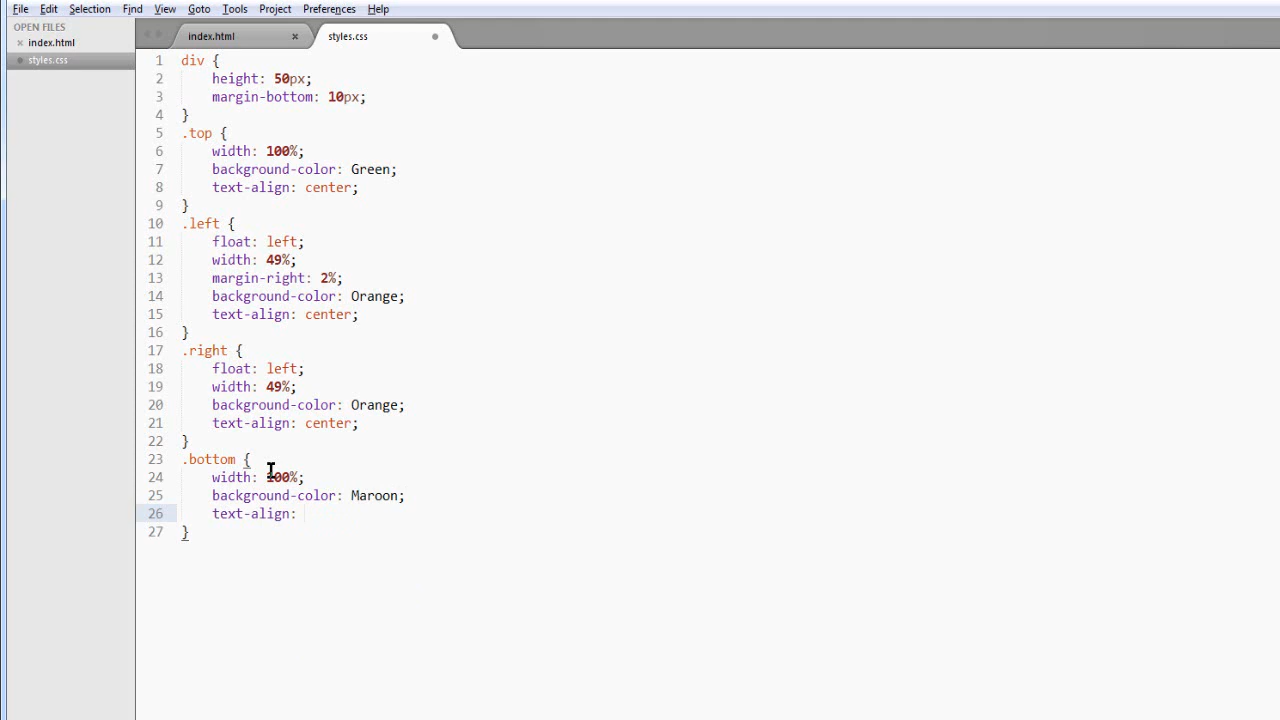 File Edit Selection Find View Goto Tools Project Preferences Help
OPEN FILES
index.html
styles.css
index.html × styles.css
1 div {
2 height: 50px;
3 margin-bottom: 10px;
4 }
5 .top {
6 width: 100%;
7 background-color: Green;
8 text-align: center;
9 }
10 .left {
11 float: left;
12 width: 49%;
13 margin-right: 2%;
14 background-color: Orange;
15 text-align: center;
16 }
17 .right {
18 float: left;
19 width: 49%;
20 background-color: Orange;
21 text-align: center;
22 }
23 .bottom {
24 width: 100%;
25 background-color: Maroon;
26 text-align:
27 }